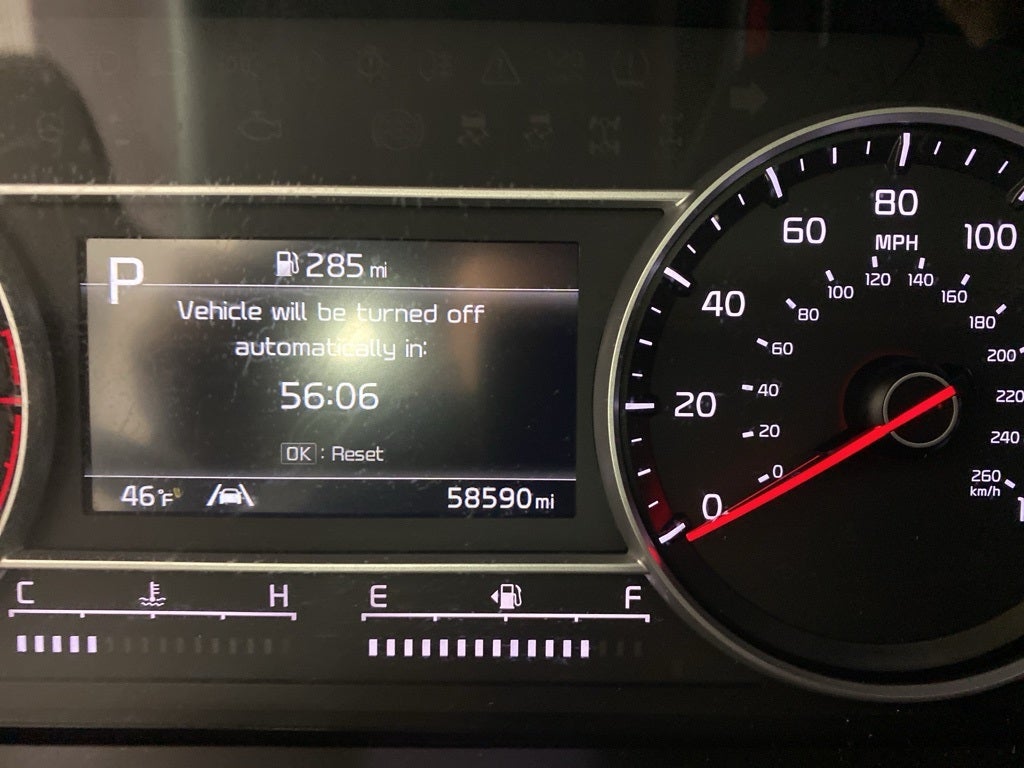 P
285 mi
Vehicle will be turned off
automatically in:
56:06
OK : Reset
46°F
58590 mi
C H
E F
0 20 40 60 80 100 1
MPH
0 20 40 60 80 100 120 140 160 180 200 220 240 260
km/h